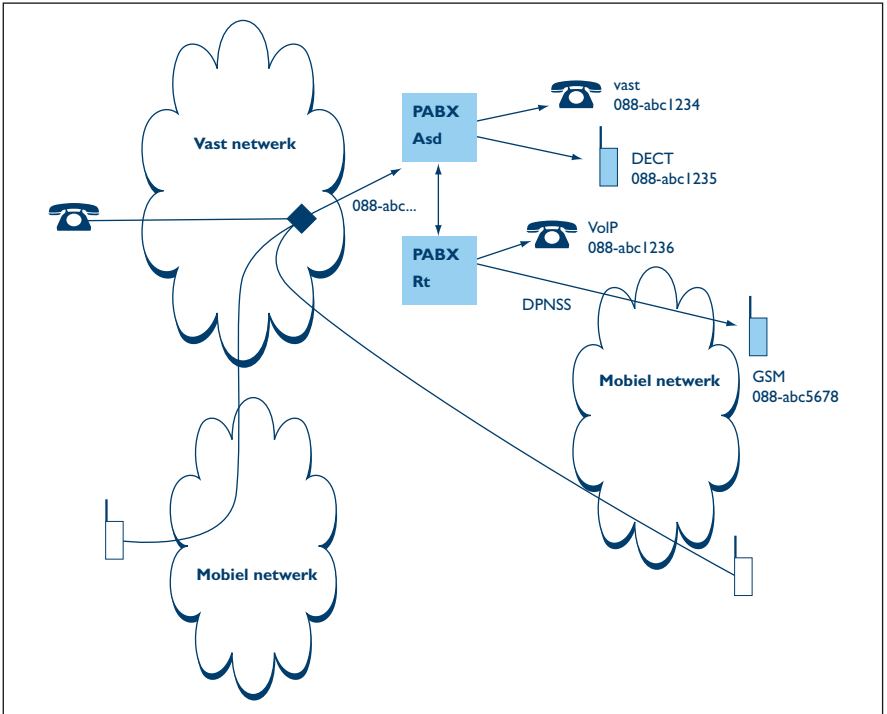 Vast netwerk
PABX
Asd
vast
088-abc1234
DECT
088-abc1235
088-abc...
PABX
Rt
VoIP
088-abc1236
DPNSS
Mobiel netwerk
GSM
088-abc5678
Mobiel netwerk